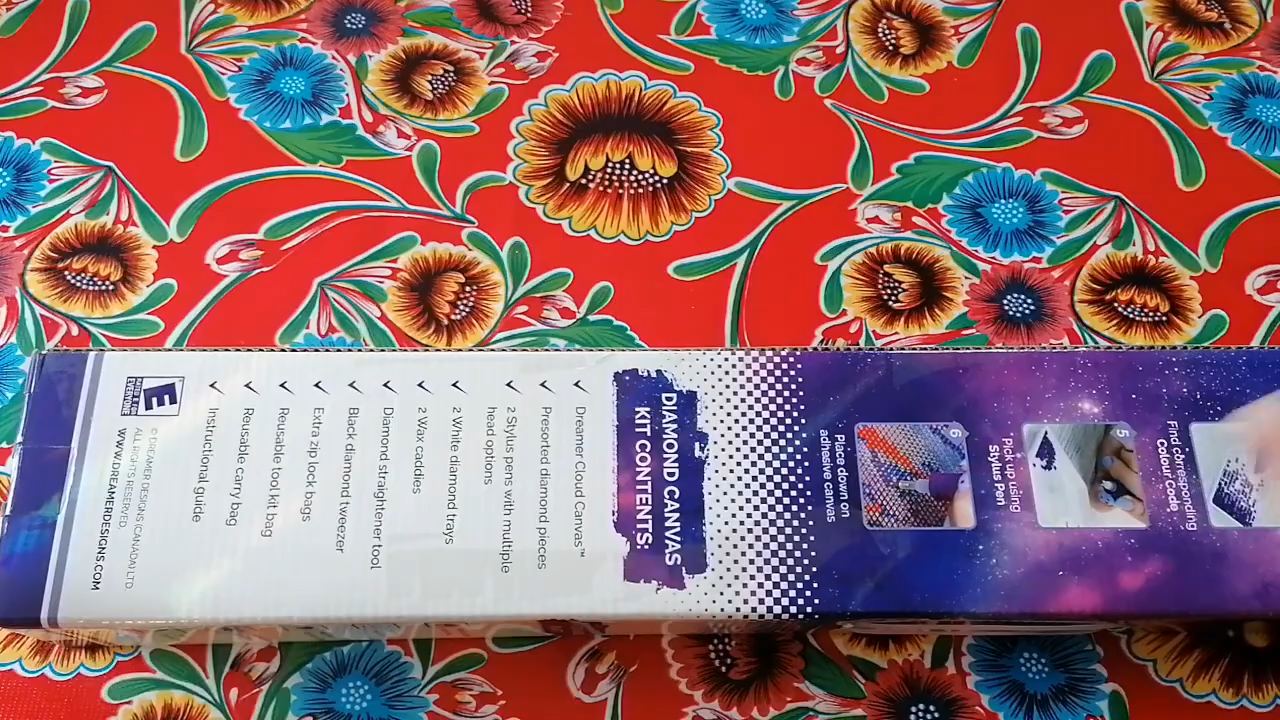 Find corresponding
Colour Code
5
Pick up using
Stylus Pen
6
Place down on
adhesive canvas
DIAMOND CANVAS
KIT CONTENTS:
Dreamer Cloud Canvas™
Presorted diamond pieces
2 Stylus pens with multiple
head options
2 White diamond trays
2 Wax caddies
Diamond straightener tool
Black diamond tweezer
Extra zip lock bags
Reusable tool kit bag
Reusable carry bag
Instructional guide
E
RATED E FOR
EVERYONE
© DREAMER DESIGNS (CANADA) LTD.
ALL RIGHTS RESERVED.
WWW.DREAMERDESIGNS.COM